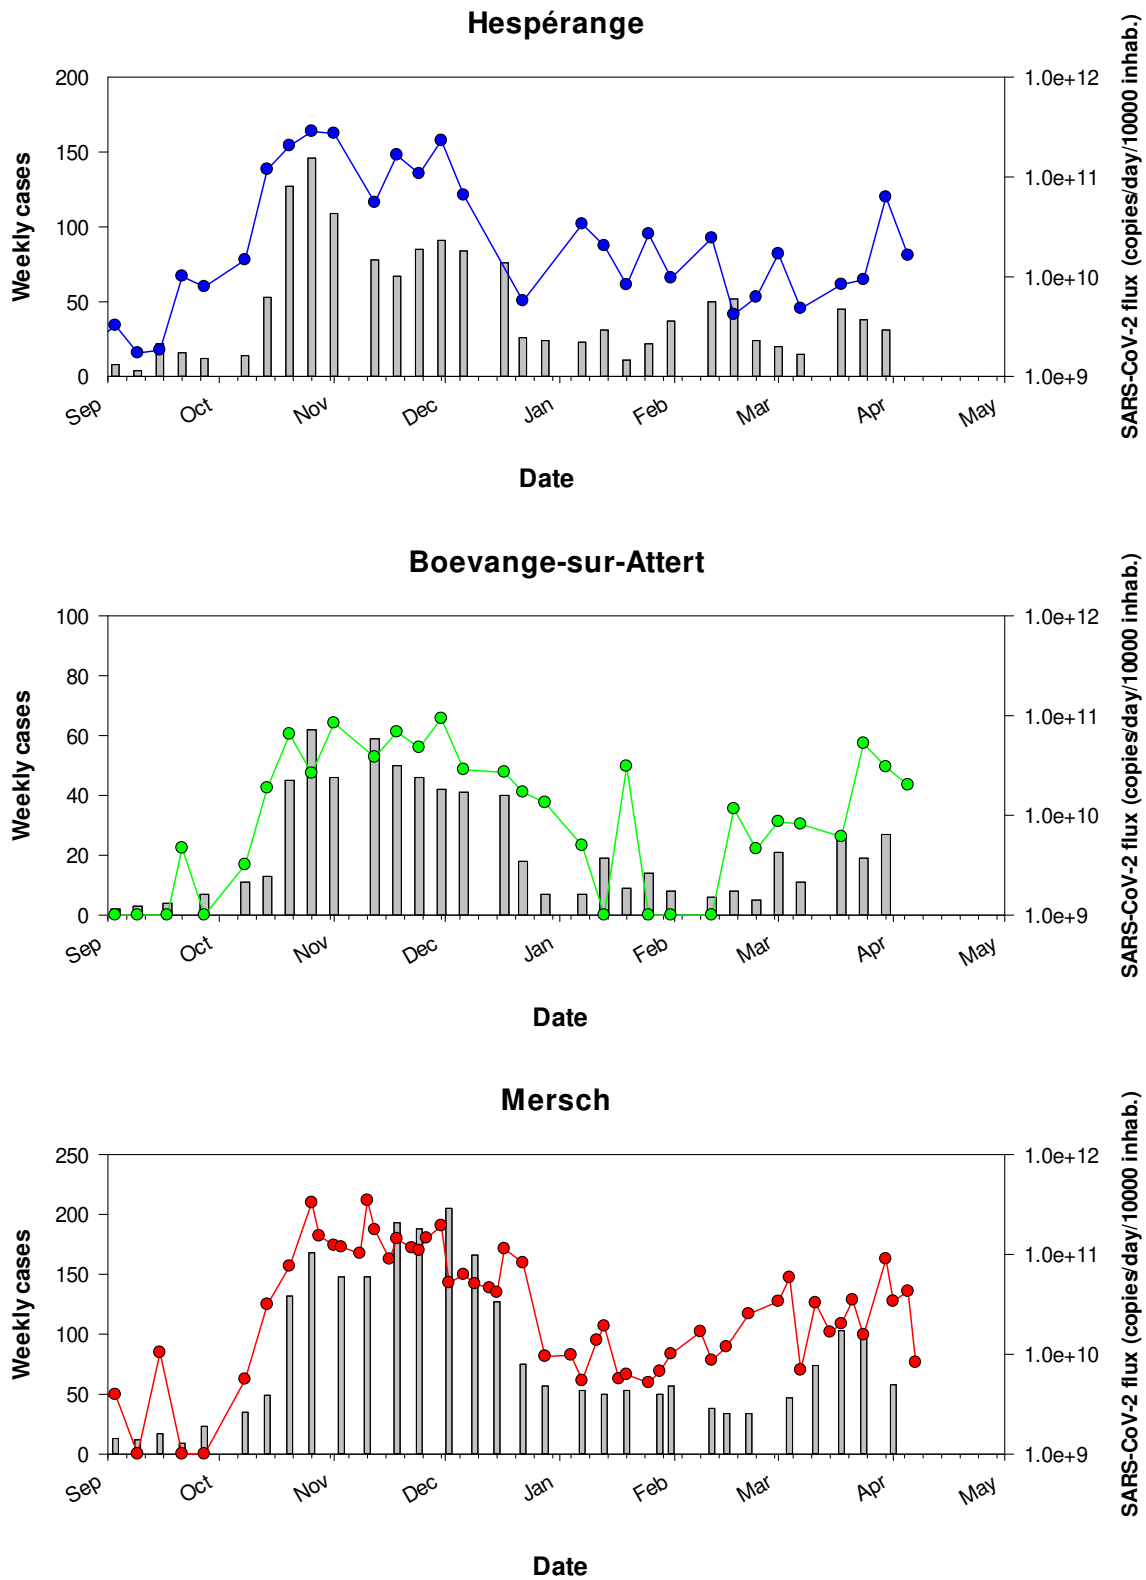 Hespérange
Weekly cases
200
150
100
50
0
1.0e+12
1.0e+11
1.0e+10
1.0e+9
SARS-CoV-2 flux (copies/day/10000 inhab.)
Sep Oct Nov Dec Jan Feb Mar Apr May
Date
Boevange-sur-Attert
Weekly cases
100
80
60
40
20
0
1.0e+12
1.0e+11
1.0e+10
1.0e+9
SARS-CoV-2 flux (copies/day/10000 inhab.)
Sep Oct Nov Dec Jan Feb Mar Apr May
Date
Mersch
Weekly cases
250
200
150
100
50
0
1.0e+12
1.0e+11
1.0e+10
1.0e+9
SARS-CoV-2 flux (copies/day/10000 inhab.)
Sep Oct Nov Dec Jan Feb Mar Apr May
Date